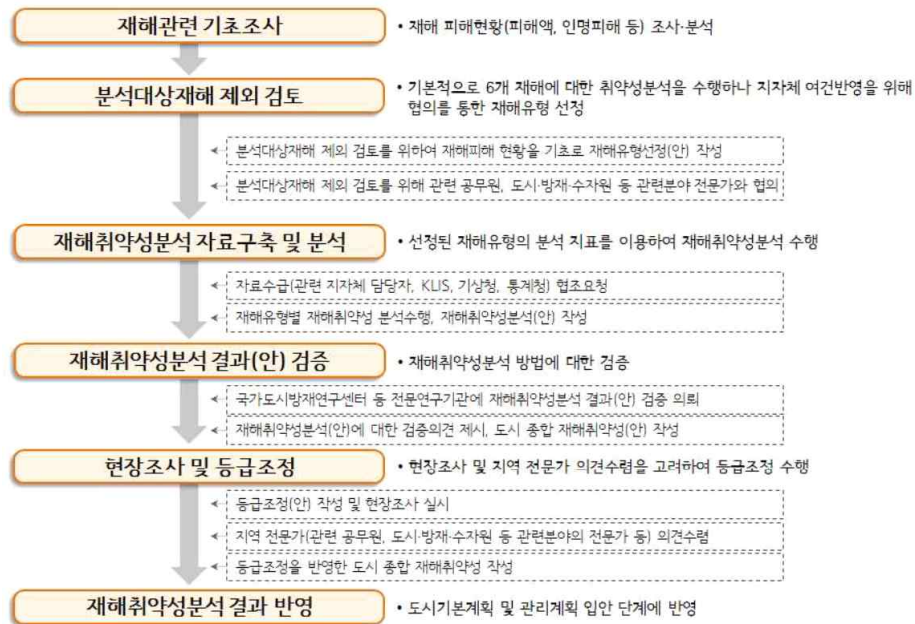 재해관련 기초조사
• 재해 피해현황(피해액, 인명피해 등) 조사·분석
분석대상재해 제외 검토
• 기본적으로 6개 재해에 대한 취약성분석을 수행하나 지자체 여건반영을 위해
협의를 통한 재해유형 선정
분석대상재해 제외 검토를 위하여 재해피해 현황을 기초로 재해유형선정(안) 작성
분석대상재해 제외 검토를 위해 관련 공무원, 도시·방재·수자원 등 관련분야 전문가와 협의
재해취약성분석 자료구축 및 분석
• 선정된 재해유형의 분석 지표를 이용하여 재해취약성분석 수행
자료수급(관련 지자체 담당자, KLIS, 기상청, 통계청) 협조요청
재해유형별 재해취약성 분석수행, 재해취약성분석(안) 작성
재해취약성분석 결과(안) 검증
• 재해취약성분석 방법에 대한 검증
국가도시방재연구센터 등 전문연구기관에 재해취약성분석 결과(안) 검증 의뢰
재해취약성분석(안)에 대한 검증의견 제시, 도시 종합 재해취약성(안) 작성
현장조사 및 등급조정
• 현장조사 및 지역 전문가 의견수렴을 고려하여 등급조정 수행
등급조정(안) 작성 및 현장조사 실시
지역 전문가(관련 공무원, 도시·방재·수자원 등 관련분야의 전문가 등) 의견수렴
등급조정을 반영한 도시 종합 재해취약성 작성
재해취약성분석 결과 반영
• 도시기본계획 및 관리계획 입안 단계에 반영